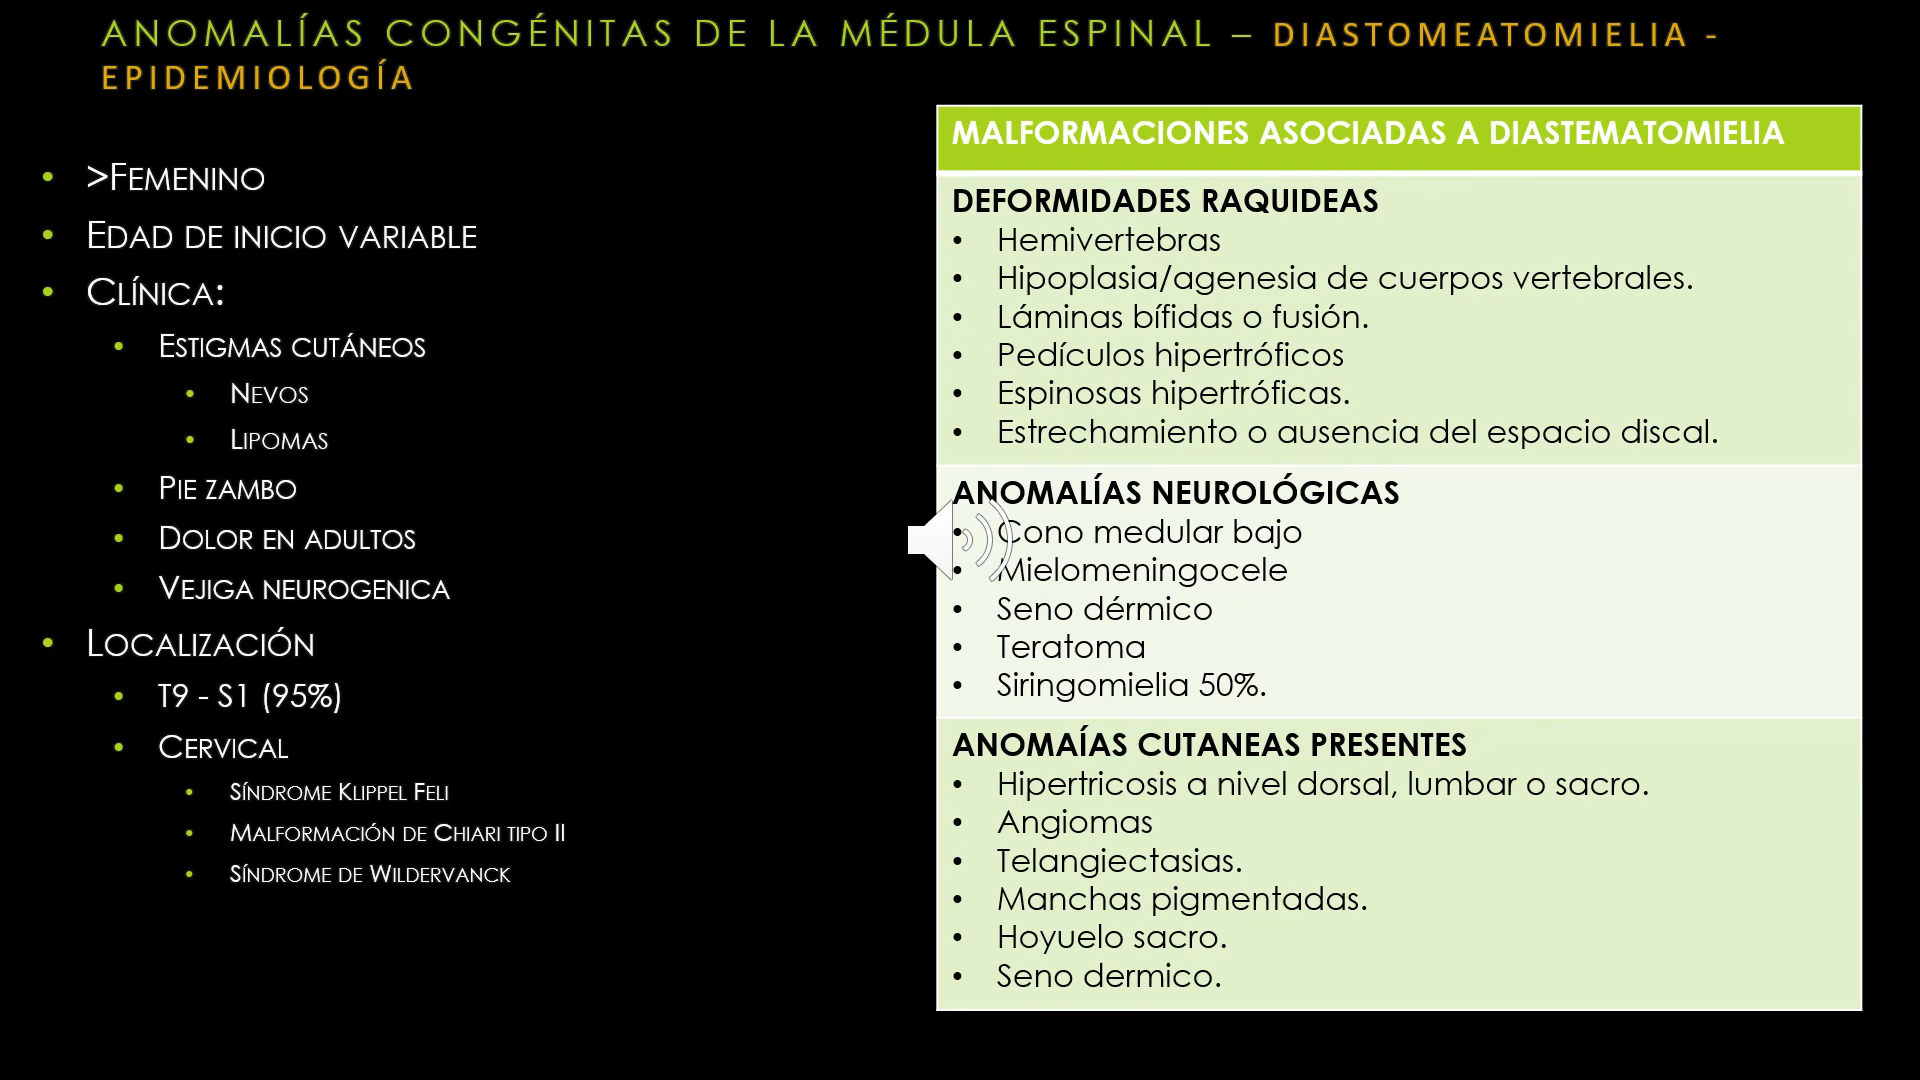 ANOMALÍAS CONGÉNITAS DE LA MÉDULA ESPINAL – DIASTOMEATOMIELIA -
EPIDEMIOLOGÍA
• >FEMENINO
• EDAD DE INICIO VARIABLE
• CLÍNICA:
• ESTIGMAS CUTÁNEOS
• NEVOS
• LIPOMAS
• PIE ZAMBO
• DOLOR EN ADULTOS
• VEJIGA NEUROGENICA
• LOCALIZACIÓN
• T9 - S1 (95%)
• CERVICAL
• SÍNDROME KLIPPEL FELI
• MALFORMACIÓN DE CHIARI TIPO II
• SÍNDROME DE WILDERVANCK
MALFORMACIONES ASOCIADAS A DIASTEMATOMIELIA
DEFORMIDADES RAQUIDEAS
• Hemivertebras
• Hipoplasia/agenesia de cuerpos vertebrales.
• Láminas bífidas o fusión.
• Pedículos hipertróficos
• Espinosas hipertróficas.
• Estrechamiento o ausencia del espacio discal.
ANOMALÍAS NEUROLÓGICAS
• Cono medular bajo
• Mielomeningocele
• Seno dérmico
• Teratoma
• Siringomielia 50%.
ANOMAÍAS CUTANEAS PRESENTES
• Hipertricosis a nivel dorsal, lumbar o sacro.
• Angiomas
• Telangiectasias.
• Manchas pigmentadas.
• Hoyuelo sacro.
• Seno dermico.